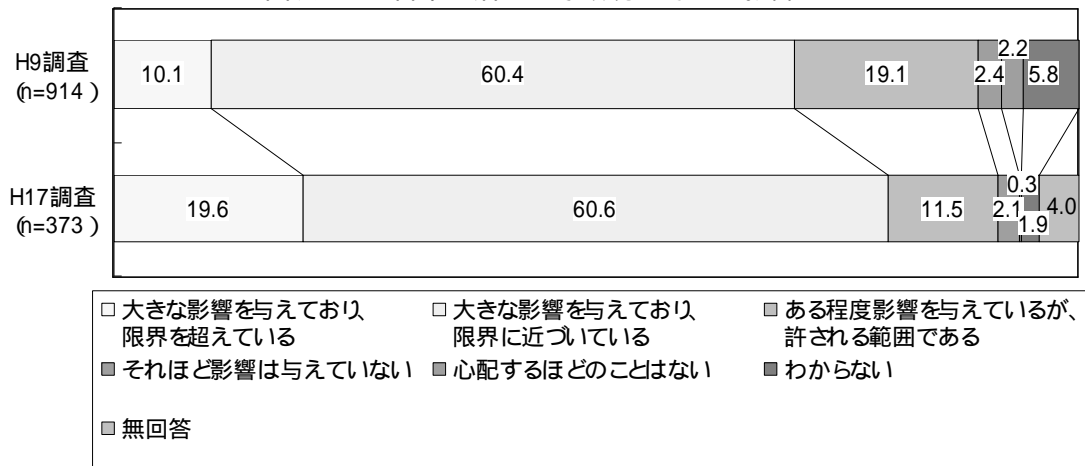 H9調査
(n=914)
10.1
60.4
19.1
2.4
2.2
5.8
H17調査
(n=373)
19.6
60.6
11.5
2.1
0.3
1.9
4.0
大きな影響を与えており、
限界を超えている
大きな影響を与えており、
限界に近づいている
ある程度影響を与えているが、
許される範囲である
それほど影響は与えていない
心配するほどのことはない
わからない
無回答